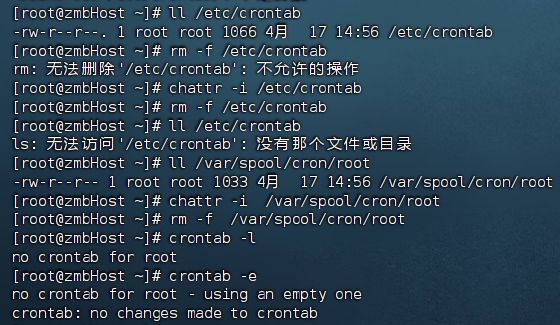 [root@zmbHost ~]# ll /etc/crontab
-rw-r--r--. 1 root root 1066 4月  17 14:56 /etc/crontab
[root@zmbHost ~]# rm -f /etc/crontab
rm: 无法删除'/etc/crontab': 不允许的操作
[root@zmbHost ~]# chattr -i /etc/crontab
[root@zmbHost ~]# rm -f /etc/crontab
[root@zmbHost ~]# ll /etc/crontab
ls: 无法访问'/etc/crontab': 没有那个文件或目录
[root@zmbHost ~]# ll /var/spool/cron/root
-rw-r--r-- 1 root root 1033 4月  17 14:56 /var/spool/cron/root
[root@zmbHost ~]# chattr -i  /var/spool/cron/root
[root@zmbHost ~]# rm -f  /var/spool/cron/root
[root@zmbHost ~]# crontab -l
no crontab for root
[root@zmbHost ~]# crontab -e
no crontab for root - using an empty one
crontab: no changes made to crontab